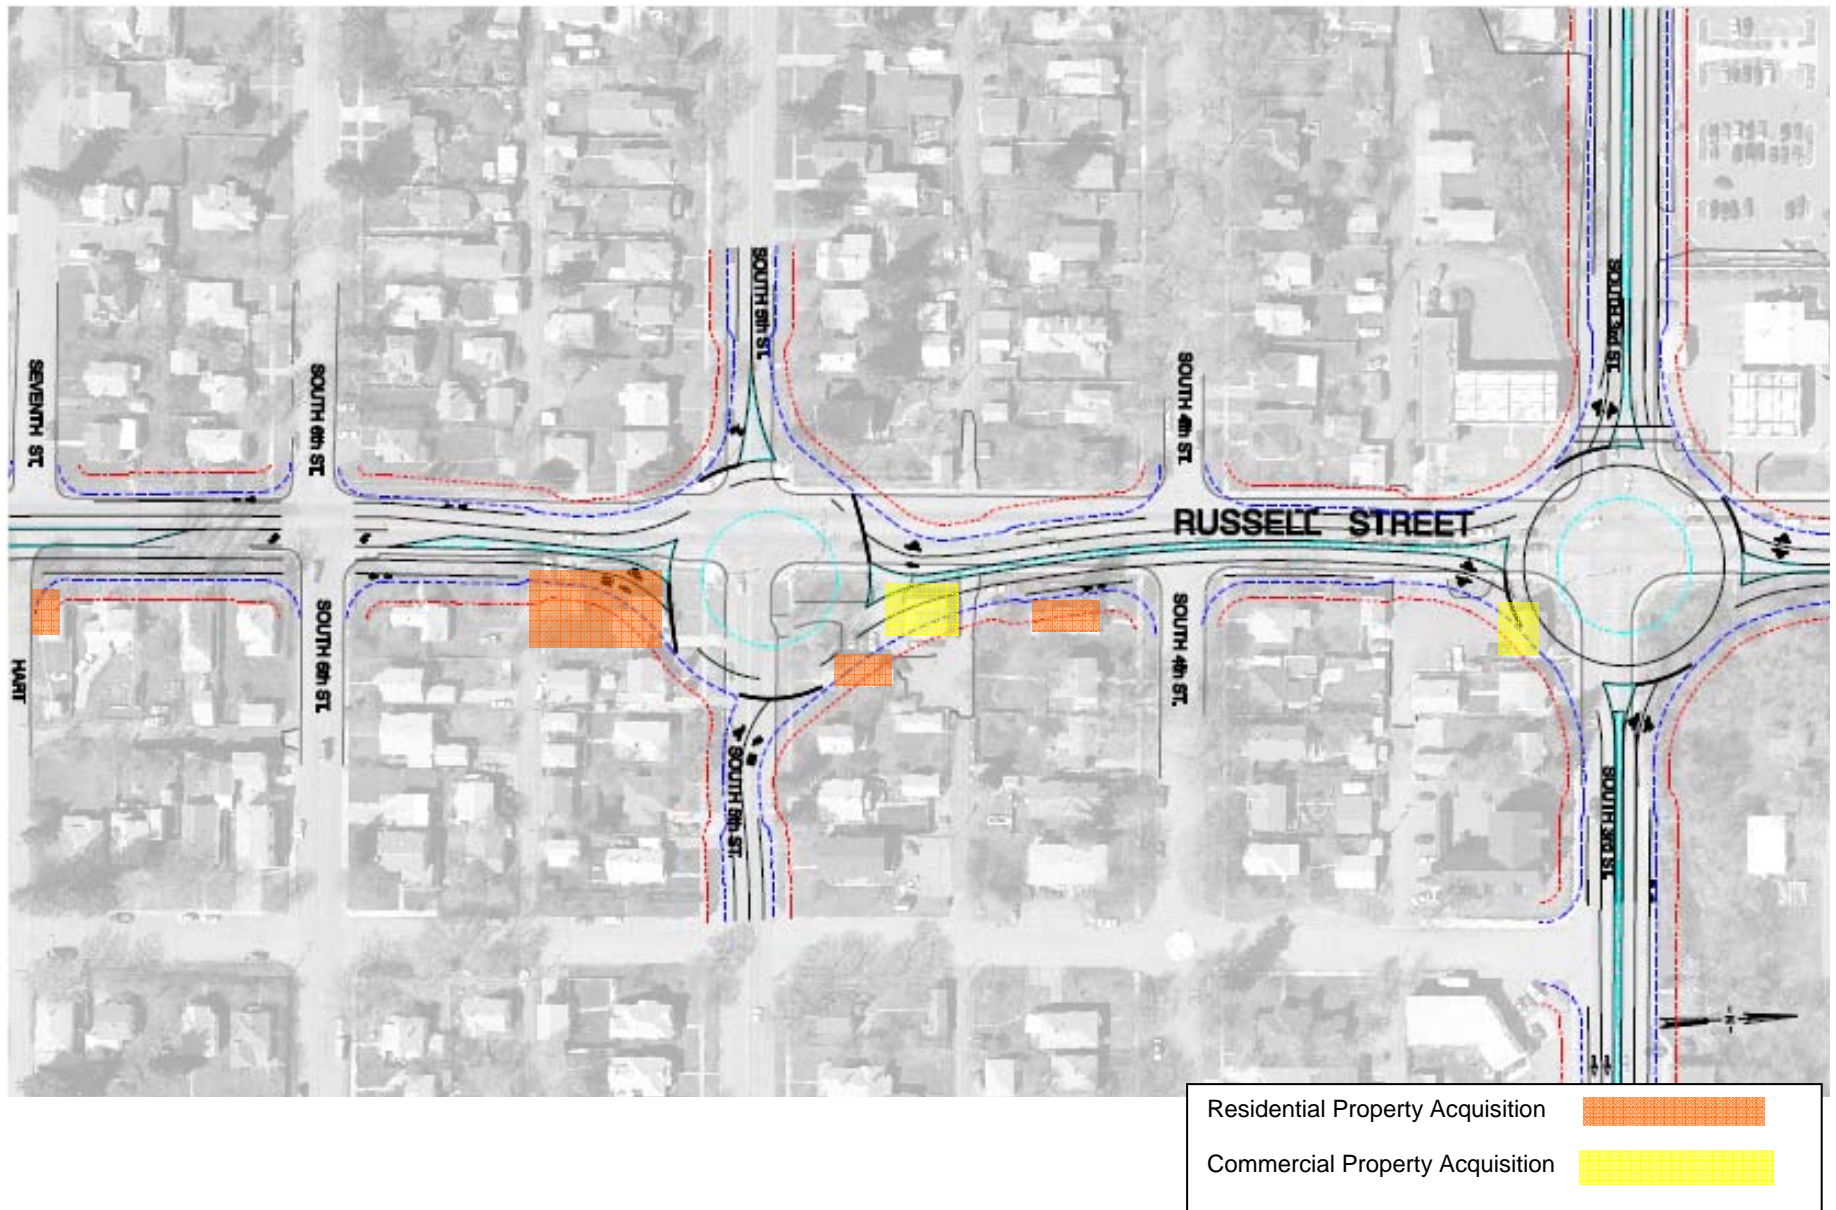 SOUTH 5th ST.
SOUTH 3rd ST.
SEVENTH ST.
SOUTH 6th ST.
SOUTH 4th ST.
RUSSELL STREET
HART
SOUTH 6th ST.
SOUTH 4th ST.
SOUTH 5th ST.
SOUTH 3rd ST.
-N-
Residential Property Acquisition
Commercial Property Acquisition